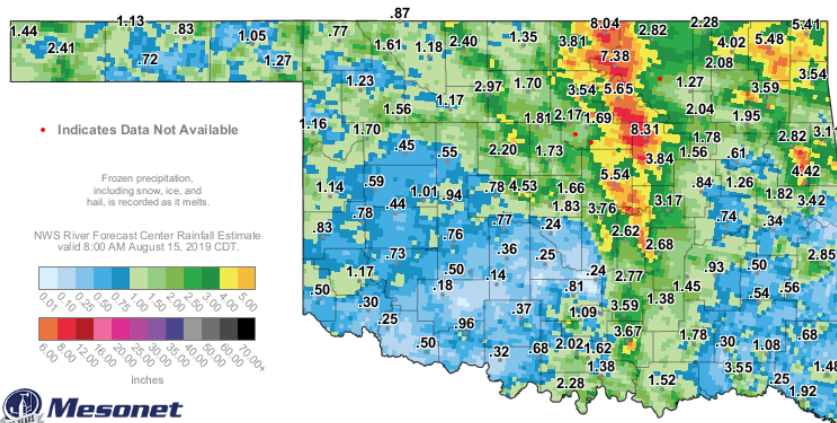 .87
1.44 1.13 .83 .77 1.35 8.04 2.82 2.28 5.41
2.41 1.05 1.61 1.18 2.40 3.81 4.02 5.48
.72 1.27 7.38 2.08 3.54
1.23 2.97 1.70 3.54 5.65 1.27 3.59
1.17
1.56 1.81 2.17 1.69 2.04 1.95
1.16 1.70 8.31 1.78 2.82
• Indicates Data Not Available
.45 .55 2.20 1.73 3.84 1.56 .61
Frozen precipitation,
including snow, ice, and
hail, is recorded as it melts.
1.14 .59 1.01 .94 .78 4.53 1.66 5.54 .84 1.26 4.42
.78 .44 1.83 3.76 3.17 1.82 3.42
.83 .76 .77 .24 2.62 .74 .34
NWS River Forecast Center Rainfall Estimate
valid 8:00 AM August 15, 2019 CDT.
.73 .36 .25 2.68 2.85
1.17 .50 .14 .24 2.77 .93 .50
.50 .18 .81 1.45 .54 .56
.30 .37 1.09 3.59 1.38
.25 .96 3.67 1.78 .68
.50 .32 .68 2.02 1.62 .30 1.08
1.38 3.55 1.48
2.28 1.52 .25 1.92
0.01 0.10 0.25 0.50 0.75 1.00 1.50 2.00 2.50 3.00 4.00 5.00
6.00 8.00 12.00 16.00 20.00 25.00 30.00 35.00 40.00 50.00 60.00 70.00+
inches
Mesonet